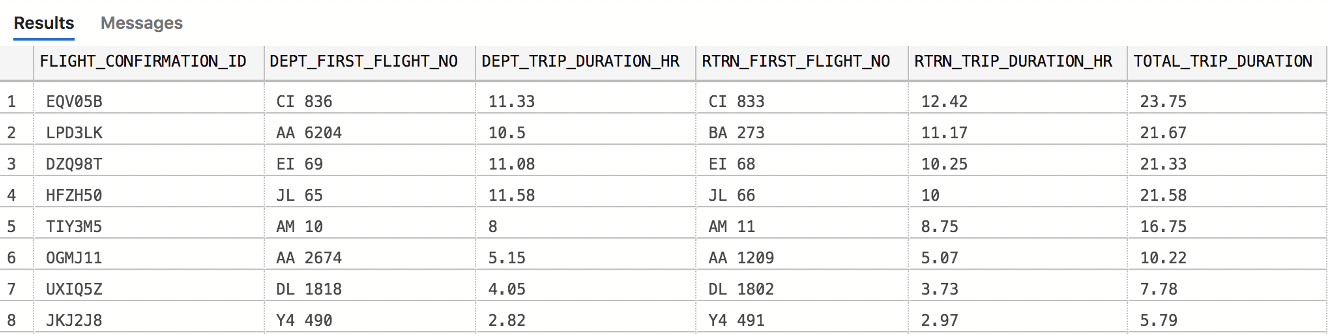 Results Messages
FLIGHT_CONFIRMATION_ID DEPT_FIRST_FLIGHT_NO DEPT_TRIP_DURATION_HR RTRN_FIRST_FLIGHT_NO RTRN_TRIP_DURATION_HR TOTAL_TRIP_DURATION
1 EQV05B CI 836 11.33 CI 833 12.42 23.75
2 LPD3LK AA 6204 10.5 BA 273 11.17 21.67
3 DZQ98T EI 69 11.08 EI 68 10.25 21.33
4 HFZH50 JL 65 11.58 JL 66 10 21.58
5 TIY3M5 AM 10 8 AM 11 8.75 16.75
6 OGMJ11 AA 2674 5.15 AA 1209 5.07 10.22
7 UXIQ5Z DL 1818 4.05 DL 1802 3.73 7.78
8 JKJ2J8 Y4 490 2.82 Y4 491 2.97 5.79